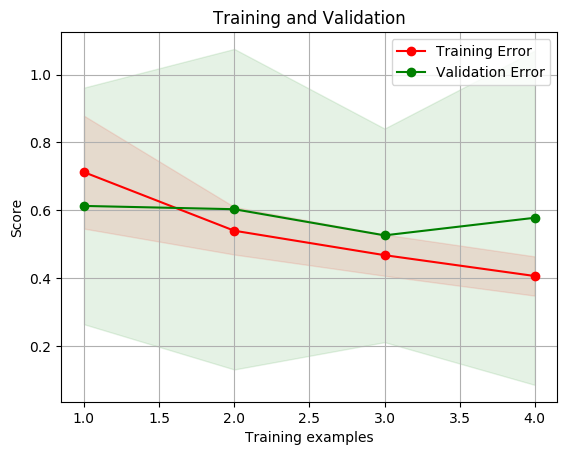 Training and Validation
Training Error
Validation Error
1.0
0.8
0.6
0.4
0.2
Score
1.0 1.5 2.0 2.5 3.0 3.5 4.0
Training examples